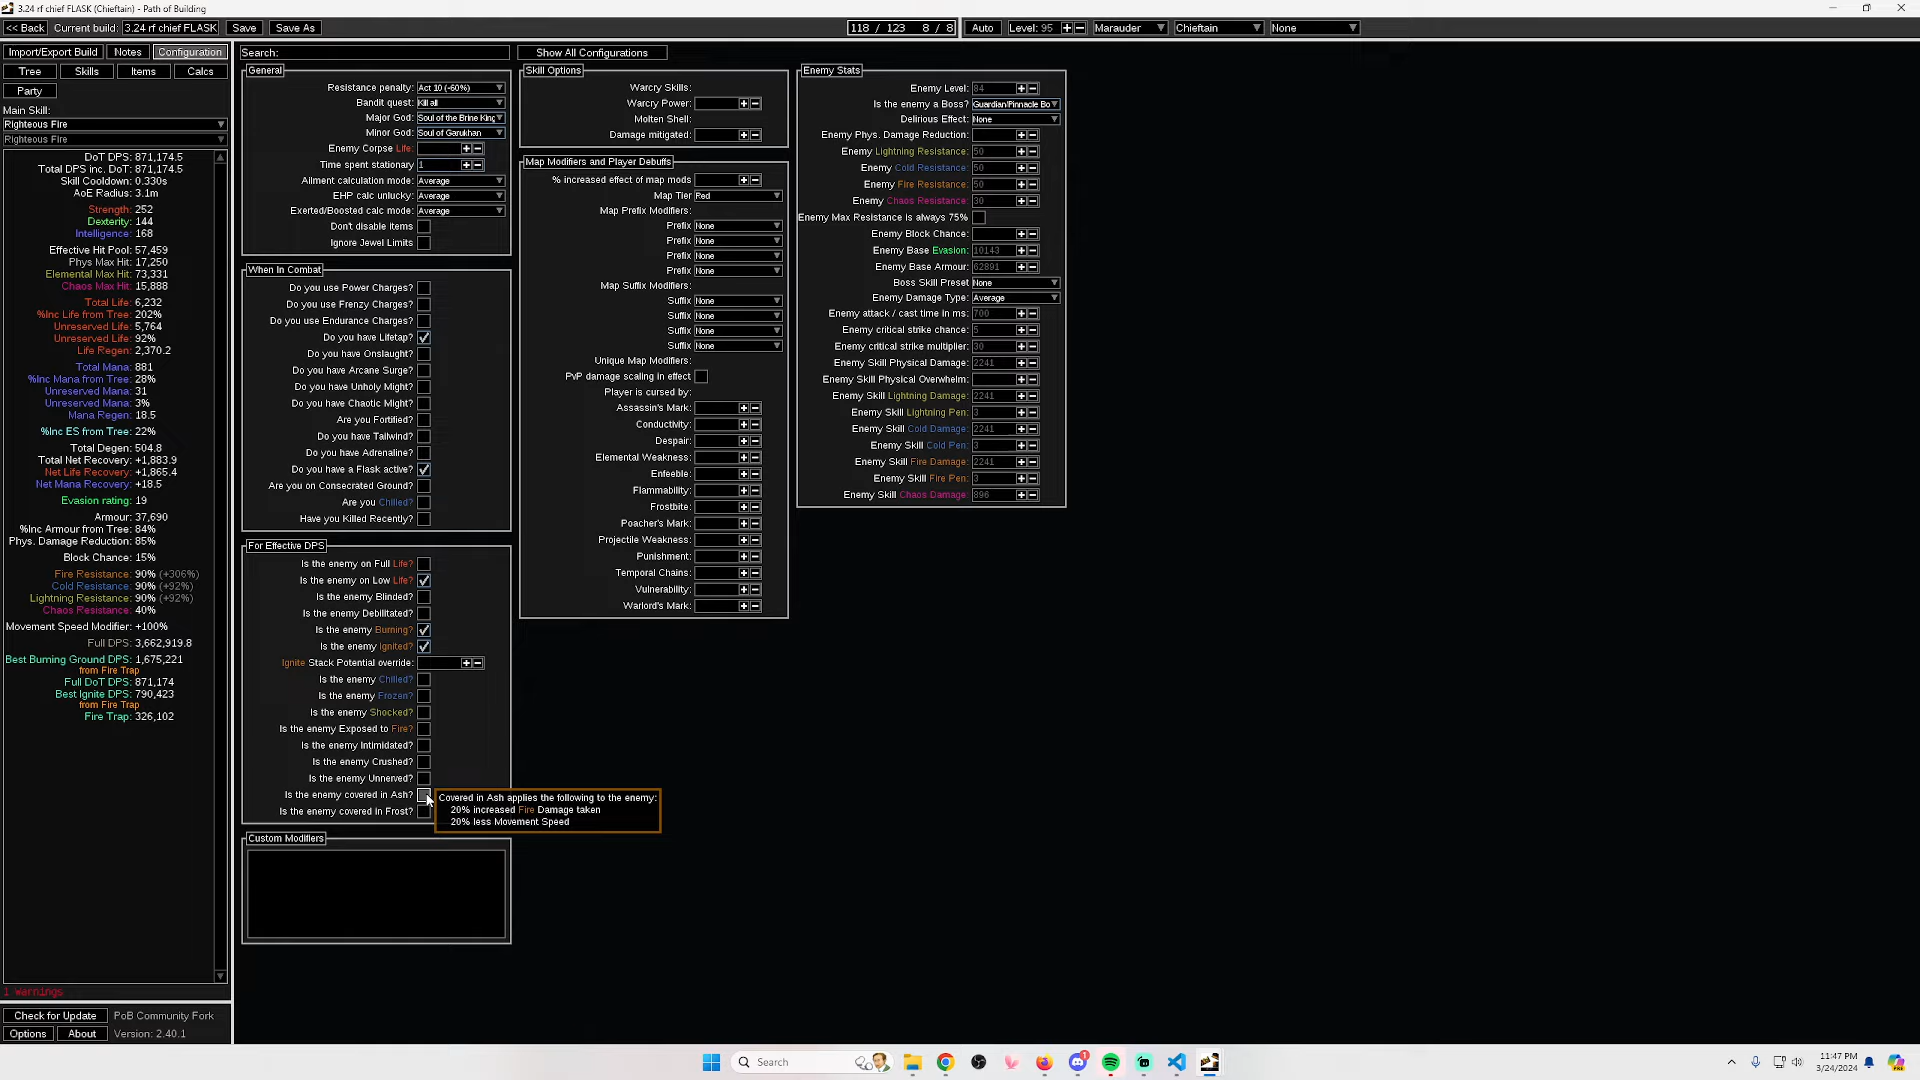 3.24 rf chief FLASK (Chieftain) - Path of Building
<< Back Current build: 3.24 rf chief FLASK Save Save As 118 / 123 8 / 8 Auto Level: 95 Marauder Chieftain None
Import/Export Build Notes Configuration
Tree Skills Items Calcs
Party
Main Skill:
Righteous Fire
Righteous Fire
DoT DPS: 871,174.5
Total DPS inc. DoT: 871,174.5
Skill Cooldown: 0.330s
AoE Radius: 3.1m
Strength: 252
Dexterity: 144
Intelligence: 168
Effective Hit Pool: 57,459
Phys Max Hit: 17,250
Elemental Max Hit: 73,331
Chaos Max Hit: 15,888
Total Life: 6,232
%Inc Life from Tree: 202%
Unreserved Life: 5,764
Unreserved Life: 92%
Life Regen: 2,370.2
Total Mana: 881
%Inc Mana from Tree: 28%
Unreserved Mana: 31
Unreserved Mana: 3%
Mana Regen: 18.5
%Inc ES from Tree: 22%
Total Degen: 504.8
Total Net Recovery: +1,883.9
Net Life Recovery: +1,865.4
Net Mana Recovery: +18.5
Evasion rating: 19
Armour: 37,690
%Inc Armour from Tree: 84%
Phys. Damage Reduction: 85%
Block Chance: 15%
Fire Resistance: 90% (+306%)
Cold Resistance: 90% (+92%)
Lightning Resistance: 90% (+92%)
Chaos Resistance: 40%
Movement Speed Modifier: +100%
Full DPS: 3,662,919.8
Best Burning Ground DPS: 1,675,221
from Fire Trap
Full DoT DPS: 871,174
Best Ignite DPS: 790,423
from Fire Trap
Fire Trap: 326,102
1 Warnings
Check for Update PoB Community Fork
Options About Version: 2.40.1
Search: Show All Configurations
General
Resistance penalty: Act 10 (-60%)
Bandit quest: Kill all
Major God: Soul of the Brine King
Minor God: Soul of Garukhan
Enemy Corpse Life:
Time spent stationary 1
Ailment calculation mode: Average
EHP calc unlucky: Average
Exerted/Boosted calc mode: Average
Don't disable items
Ignore Jewel Limits
When In Combat
Do you use Power Charges?
Do you use Frenzy Charges?
Do you use Endurance Charges?
Do you have Lifetap?
Do you have Onslaught?
Do you have Arcane Surge?
Do you have Unholy Might?
Do you have Chaotic Might?
Are you Fortified?
Do you have Tailwind?
Do you have Adrenaline?
Do you have a Flask active?
Are you on Consecrated Ground?
Are you Chilled?
Have you Killed Recently?
For Effective DPS
Is the enemy on Full Life?
Is the enemy on Low Life?
Is the enemy Blinded?
Is the enemy Debilitated?
Is the enemy Burning?
Is the enemy Ignited?
Ignite Stack Potential override:
Is the enemy Chilled?
Is the enemy Frozen?
Is the enemy Shocked?
Is the enemy Exposed to Fire?
Is the enemy Intimidated?
Is the enemy Crushed?
Is the enemy Unnerved?
Is the enemy covered in Ash?
Is the enemy covered in Frost?
Covered in Ash applies the following to the enemy:
20% increased Fire Damage taken
20% less Movement Speed
Custom Modifiers
Skill Options
Warcry Skills:
Warcry Power:
Molten Shell:
Damage mitigated:
Map Modifiers and Player Debuffs
% increased effect of map mods
Map Tier Red
Map Prefix Modifiers:
Prefix None
Prefix None
Prefix None
Prefix None
Map Suffix Modifiers:
Suffix None
Suffix None
Suffix None
Suffix None
Unique Map Modifiers:
PvP damage scaling in effect
Player is cursed by:
Assassin's Mark:
Conductivity:
Despair:
Elemental Weakness:
Enfeeble:
Flammability:
Frostbite:
Poacher's Mark:
Projectile Weakness:
Punishment:
Temporal Chains:
Vulnerability:
Warlord's Mark:
Enemy Stats
Enemy Level: 84
Is the enemy a Boss? Guardian/Pinnacle Bo
Delirious Effect: None
Enemy Phys. Damage Reduction:
Enemy Lightning Resistance: 50
Enemy Cold Resistance: 50
Enemy Fire Resistance: 50
Enemy Chaos Resistance: 30
Enemy Max Resistance is always 75%
Enemy Block Chance:
Enemy Base Evasion: 10143
Enemy Base Armour: 62891
Boss Skill Preset None
Enemy Damage Type: Average
Enemy attack / cast time in ms: 700
Enemy critical strike chance: 5
Enemy critical strike multiplier: 30
Enemy Skill Physical Damage: 2241
Enemy Skill Physical Overwhelm:
Enemy Skill Lightning Damage: 2241
Enemy Skill Lightning Pen: 3
Enemy Skill Cold Damage: 2241
Enemy Skill Cold Pen: 3
Enemy Skill Fire Damage: 2241
Enemy Skill Fire Pen: 3
Enemy Skill Chaos Damage: 896
Search
1
11:47 PM
3/24/2024